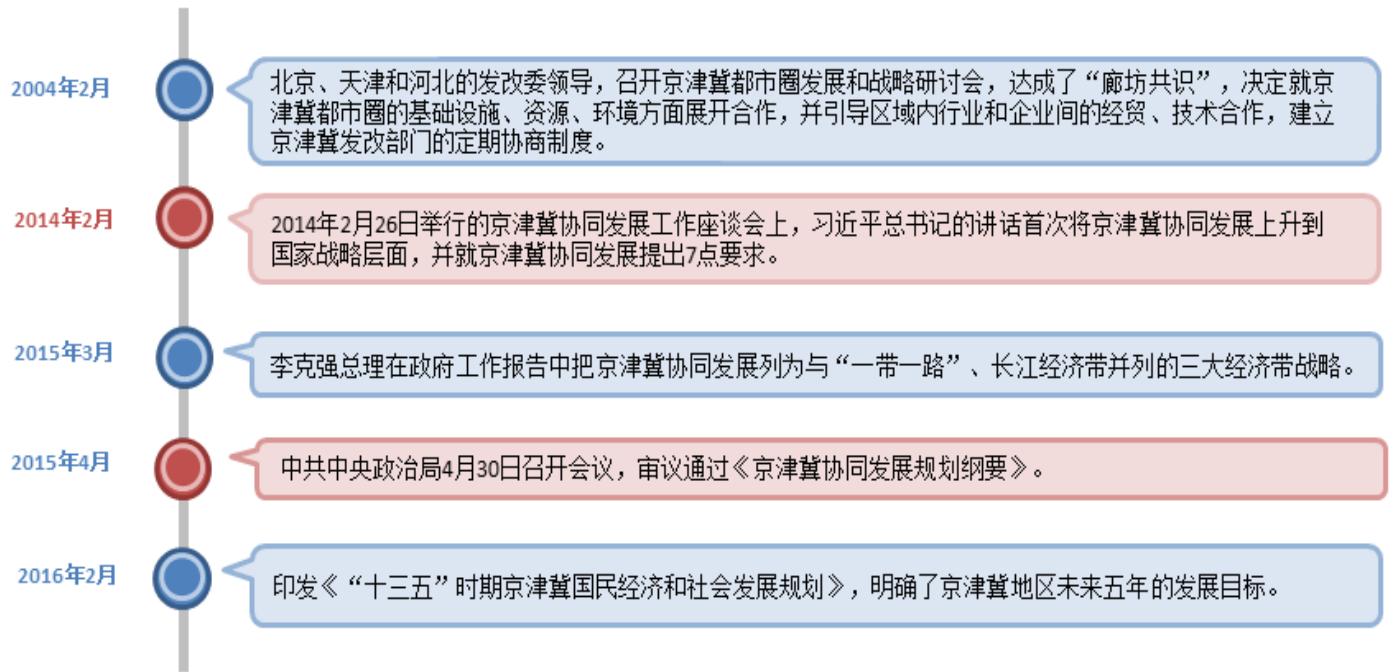 2004年2月
北京、天津和河北的发改委领导，召开京津冀都市圈发展和战略研讨会，达成了“廊坊共识”，决定就京
津冀都市圈的基础设施、资源、环境方面展开合作，并引导区域内行业和企业间的经贸、技术合作，建立
京津冀发改部门的定期协商制度。
2014年2月
2014年2月26日举行的京津冀协同发展工作座谈会上，习近平总书记的讲话首次将京津冀协同发展上升到
国家战略层面，并就京津冀协同发展提出7点要求。
2015年3月
李克强总理在政府工作报告中把京津冀协同发展列为与“一带一路”、长江经济带并列的三大经济带战略。
2015年4月
中共中央政治局4月30日召开会议，审议通过《京津冀协同发展规划纲要》。
2016年2月
印发《“十三五”时期京津冀国民经济和社会发展规划》，明确了京津冀地区未来五年的发展目标。